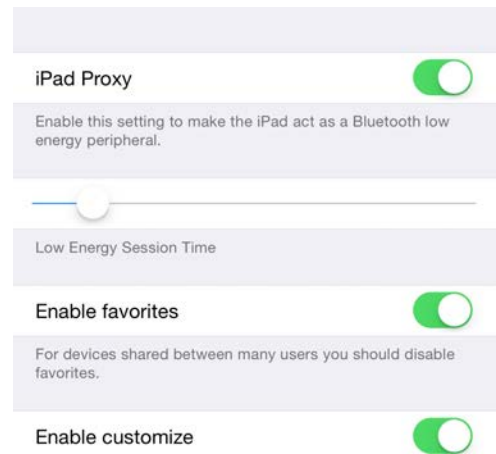 iPad Proxy
Enable this setting to make the iPad act as a Bluetooth low
energy peripheral.
Low Energy Session Time
Enable favorites
For devices shared between many users you should disable
favorites.
Enable customize